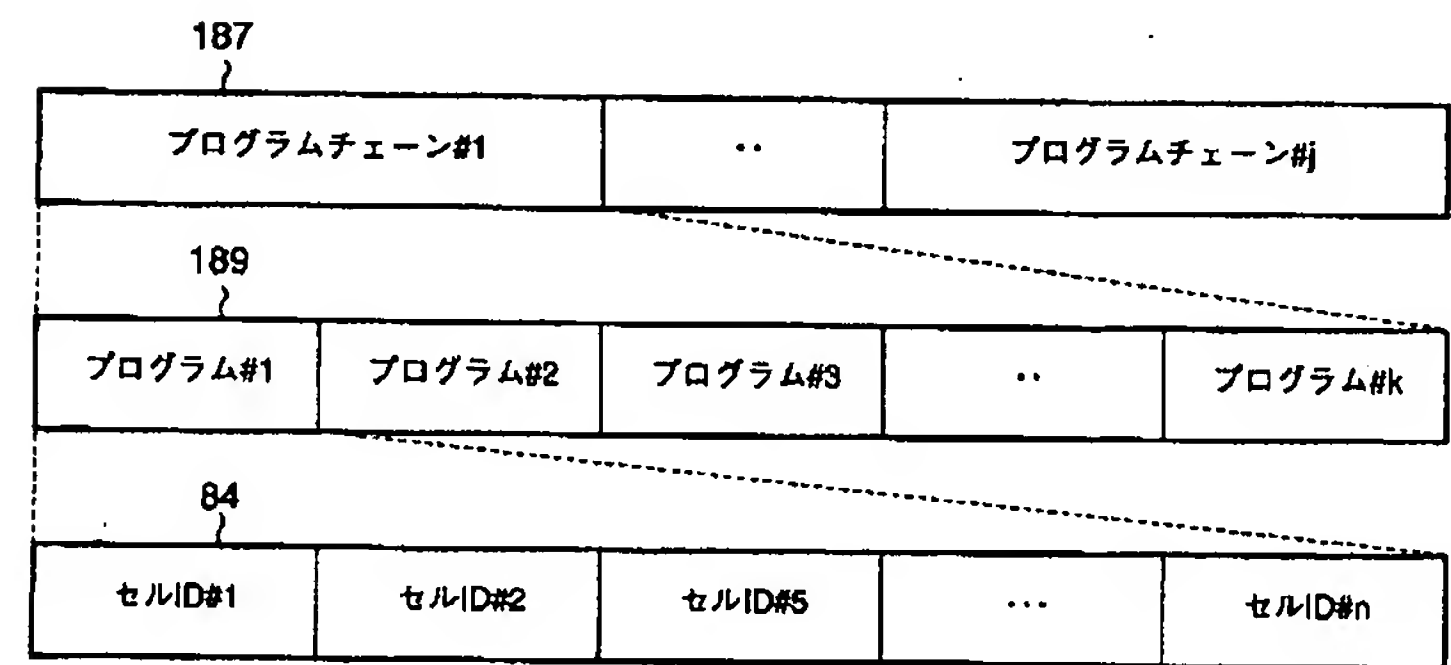 187
プログラムチェーン#1 ‥ プログラムチェーン#j
189
プログラム#1 プログラム#2 プログラム#3 ‥ プログラム#k
84
セルID#1 セルID#2 セルID#5 ... セルID#n